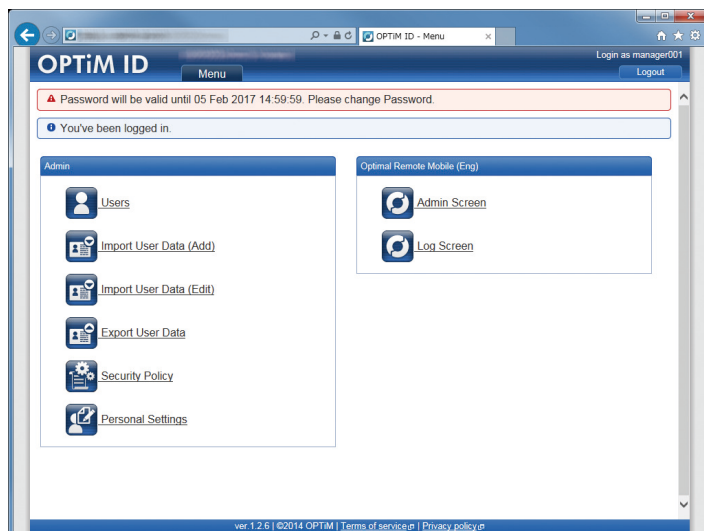 OPTiM ID - Menu
OPTiM ID
Menu
Login as manager001
Logout
Password will be valid until 05 Feb 2017 14:59:59. Please change Password.
You've been logged in.
Admin
Users
Import User Data (Add)
Import User Data (Edit)
Export User Data
Security Policy
Personal Settings
Optimal Remote Mobile (Eng)
Admin Screen
Log Screen
ver.1.2.6 | ©2014 OPTiM | Terms of service | Privacy policy